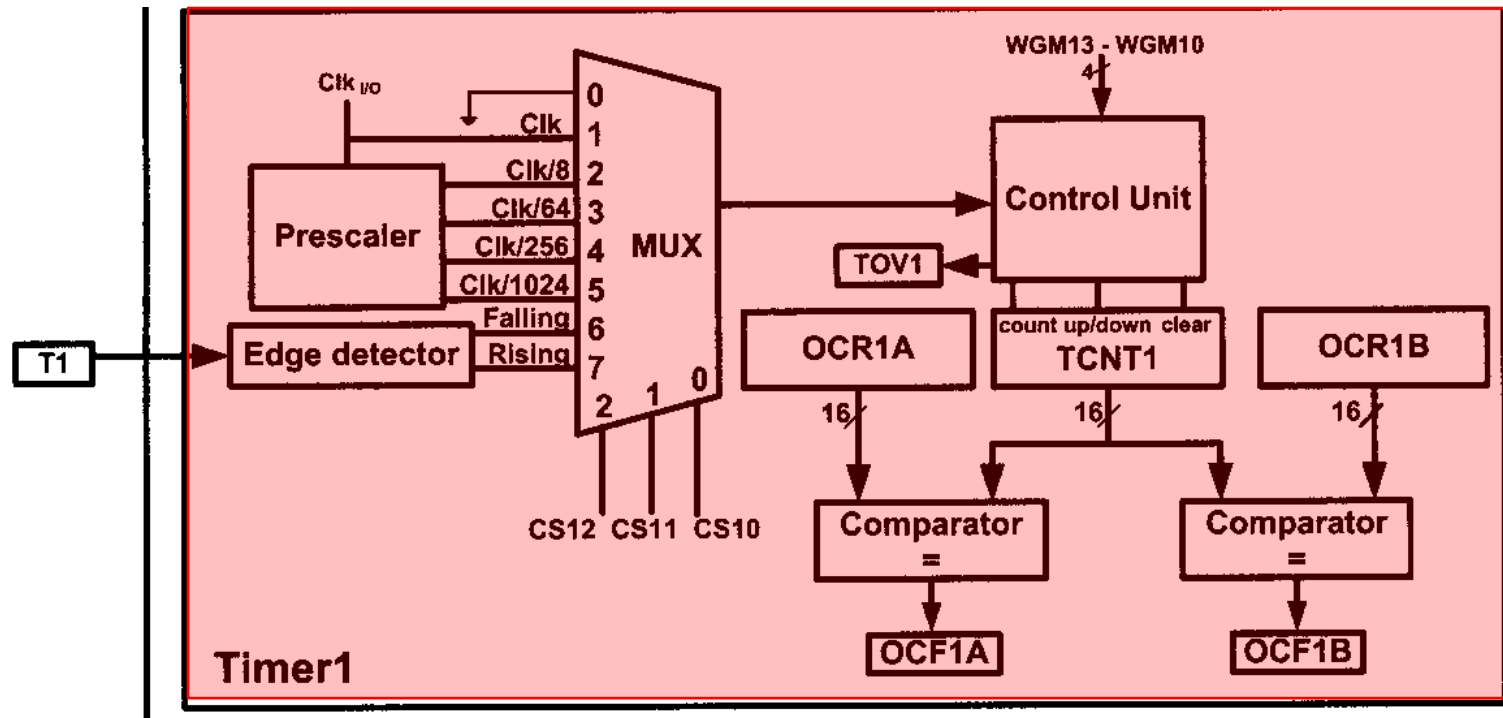 WGM13 - WGM10
4
Clk I/O
0
Clk 1
Clk/8 2
Clk/64 3
Clk/256 4
Clk/1024 5
Falling 6
Rising 7
Prescaler
MUX
Control Unit
TOV1
T1
Edge detector
2 1 0
CS12 CS11 CS10
OCR1A
count up/down clear
TCNT1
OCR1B
16 16 16
Comparator
=
Comparator
=
OCF1A
OCF1B
Timer1